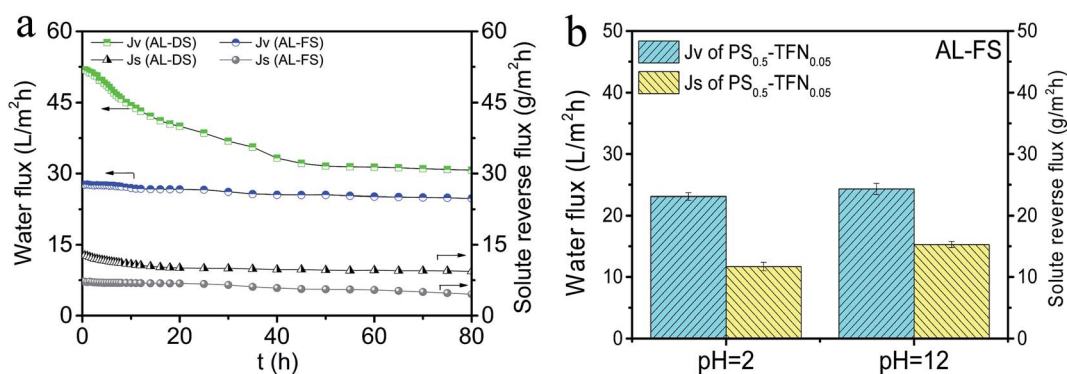 a
Jv (AL-DS) Jv (AL-FS)
Js (AL-DS) Js (AL-FS)
Water flux (L/m²h)
60
45
30
15
0
0 20 40 60 80
t (h)
60
45
30
15
0
Solute reverse flux (g/m²h)
b
Jv of PS₀.₅-TFN₀.₀₅
Js of PS₀.₅-TFN₀.₀₅
AL-FS
Water flux (L/m²h)
50
40
30
20
10
0
pH=2 pH=12
50
40
30
20
10
0
Solute reverse flux (g/m²h)